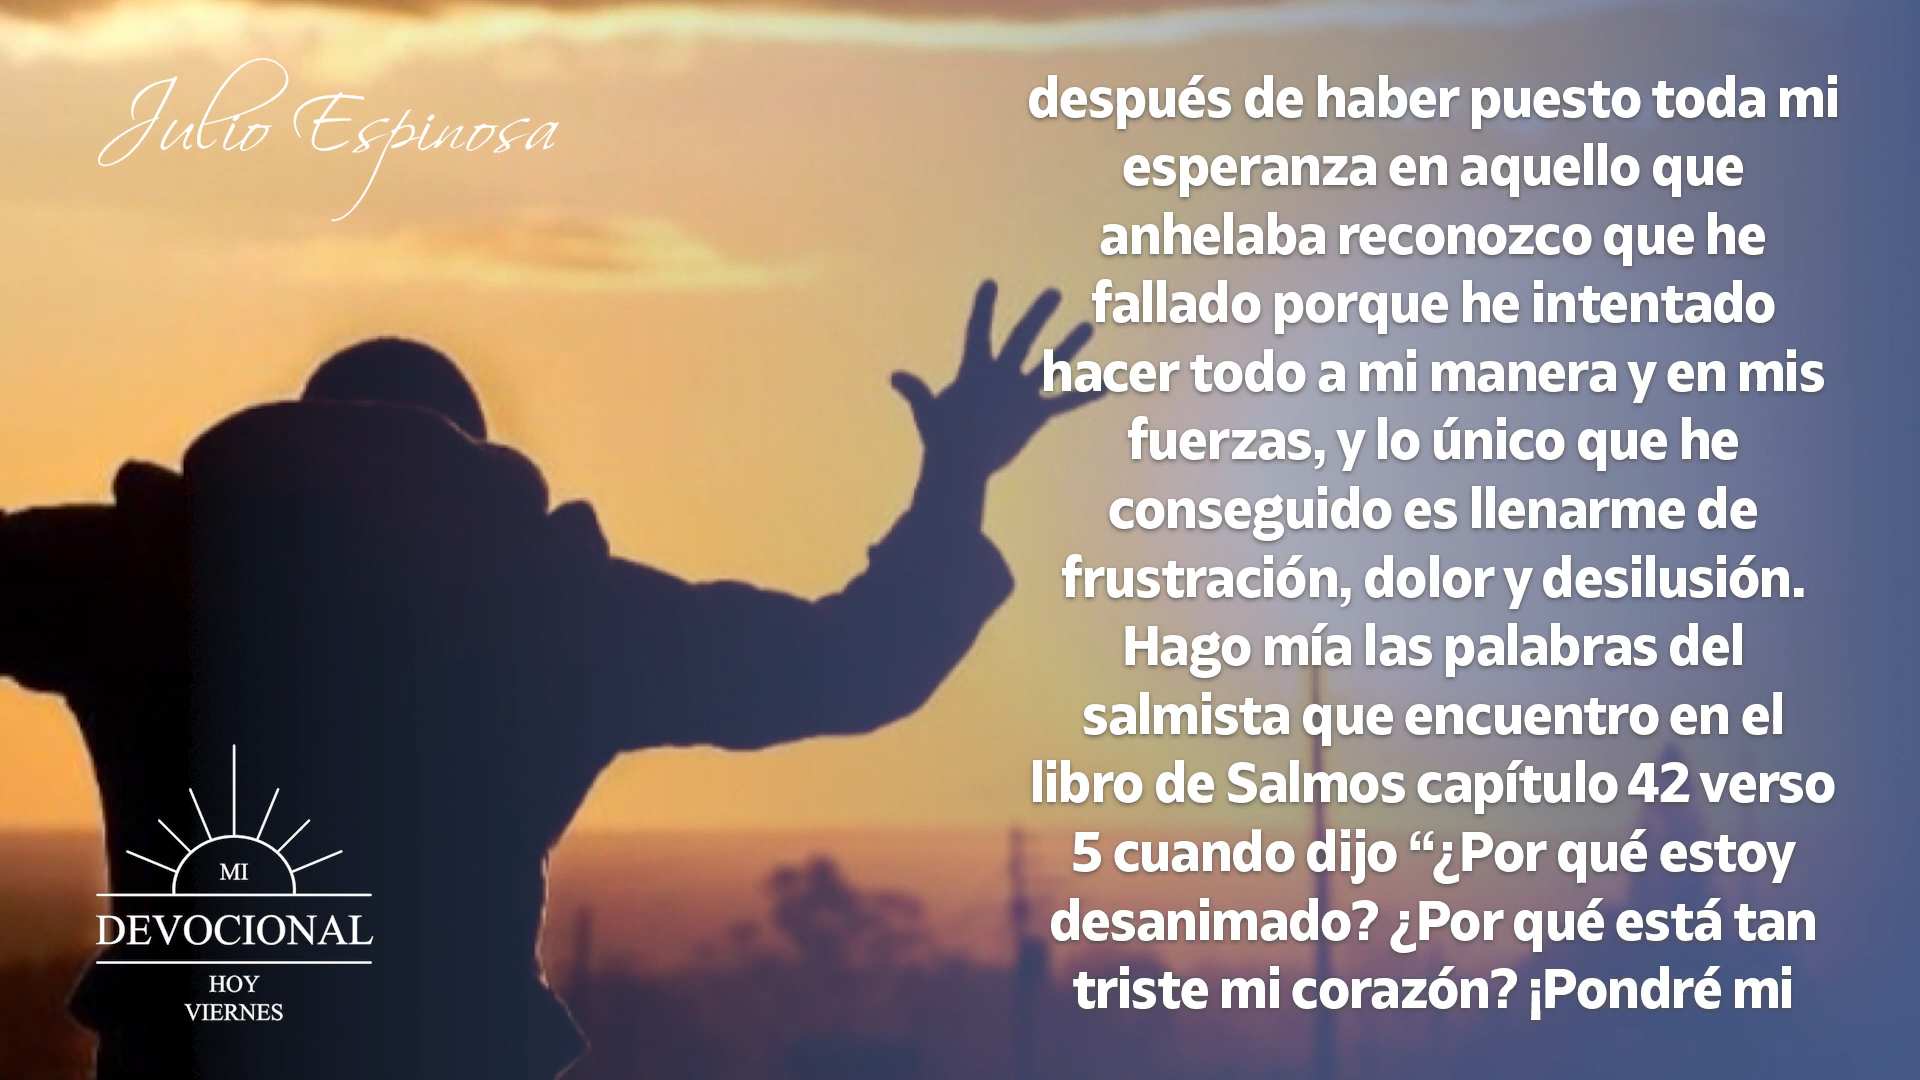 Julio Espinosa
después de haber puesto toda mi
esperanza en aquello que
anhelaba reconozco que he
fallado porque he intentado
hacer todo a mi manera y en mis
fuerzas, y lo único que he
conseguido es llenarme de
frustración, dolor y desilusión.
Hago mía las palabras del
salmista que encuentro en el
libro de Salmos capítulo 42 verso
5 cuando dijo “¿Por qué estoy
desanimado? ¿Por qué está tan
triste mi corazón? ¡Pondré mi
MI
DEVOCIONAL
HOY
VIERNES